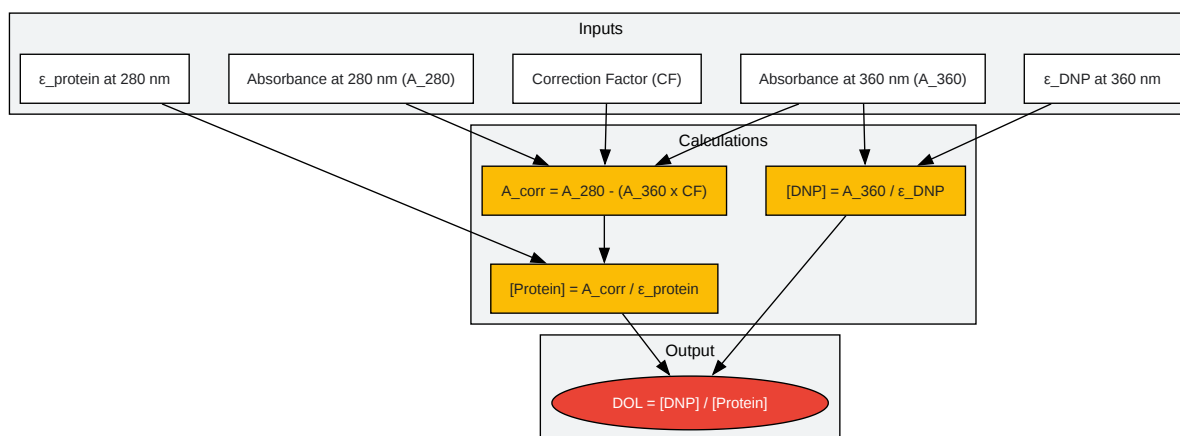 Inputs
ε_protein at 280 nm
Absorbance at 280 nm (A_280)
Correction Factor (CF)
Absorbance at 360 nm (A_360)
ε_DNP at 360 nm
Calculations
A_corr = A_280 - (A_360 x CF)
[DNP] = A_360 / ε_DNP
[Protein] = A_corr / ε_protein
Output
DOL = [DNP] / [Protein]